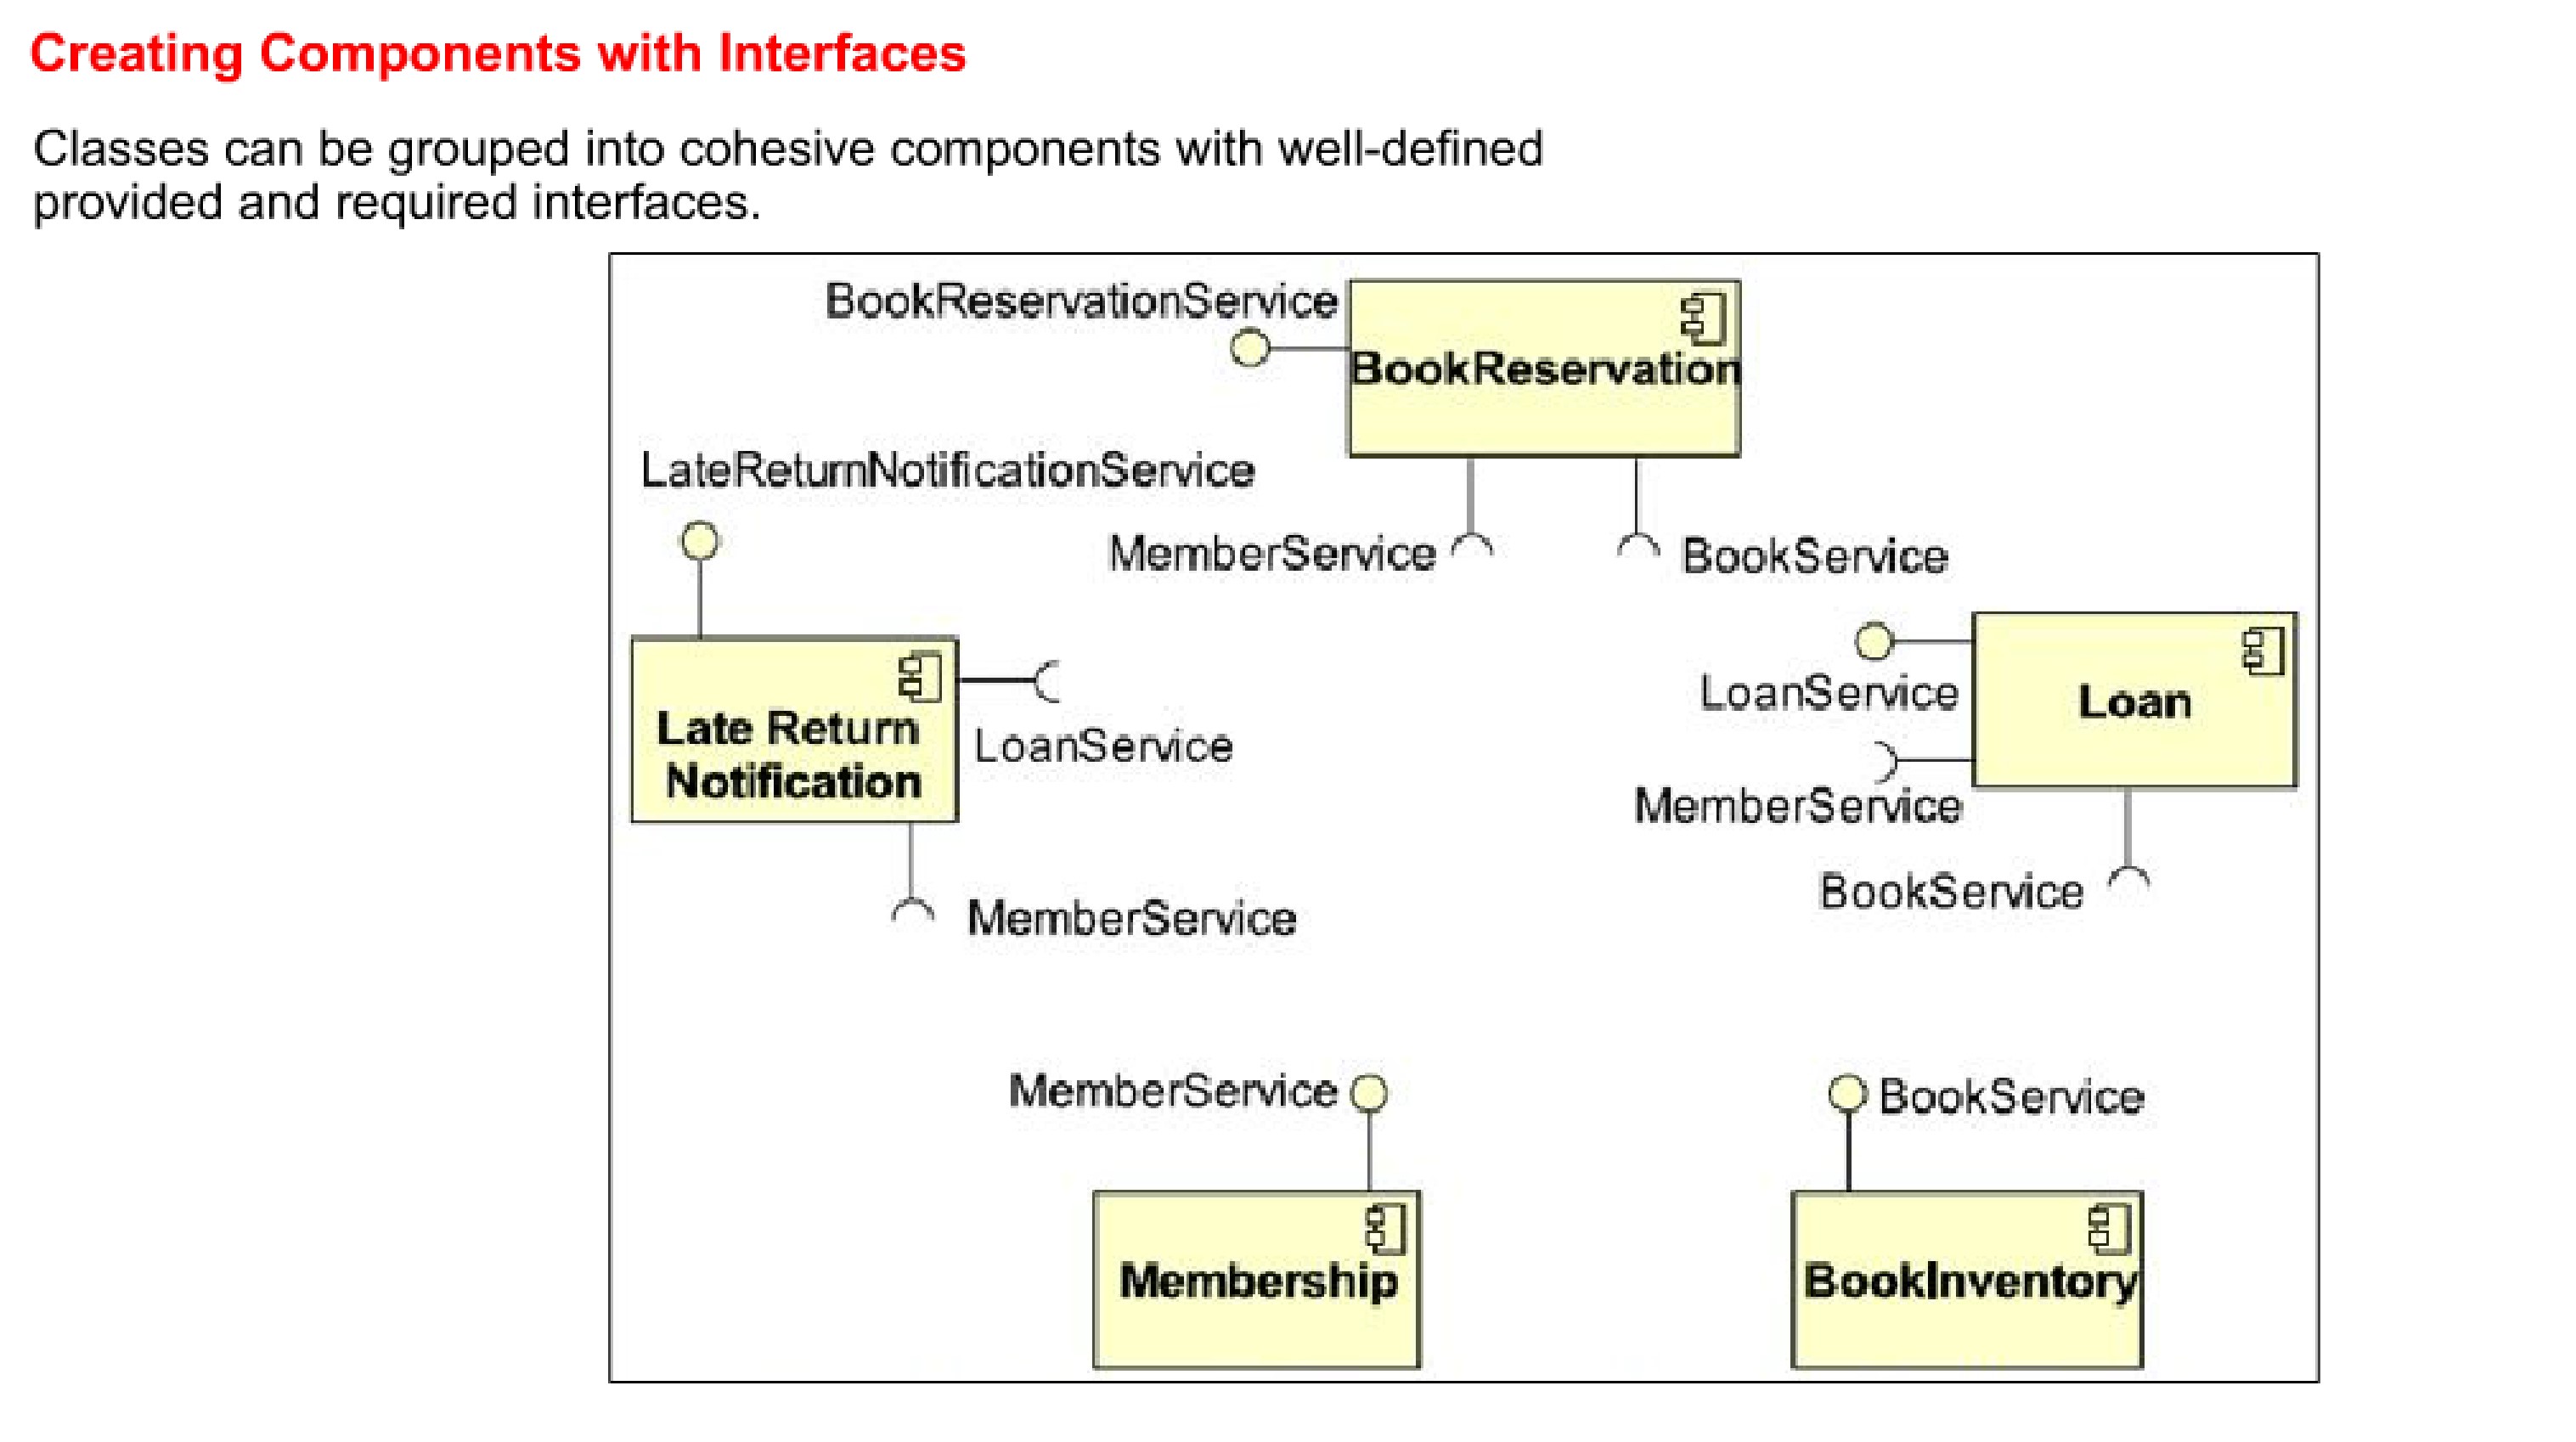 Creating Components with Interfaces
Classes can be grouped into cohesive components with well-defined
provided and required interfaces.
BookReservationService
BookReservation
LateReturnNotificationService
MemberService
BookService
LoanService
Loan
Late Return
Notification
LoanService
MemberService
BookService
MemberService
MemberService
BookService
Membership
BookInventory